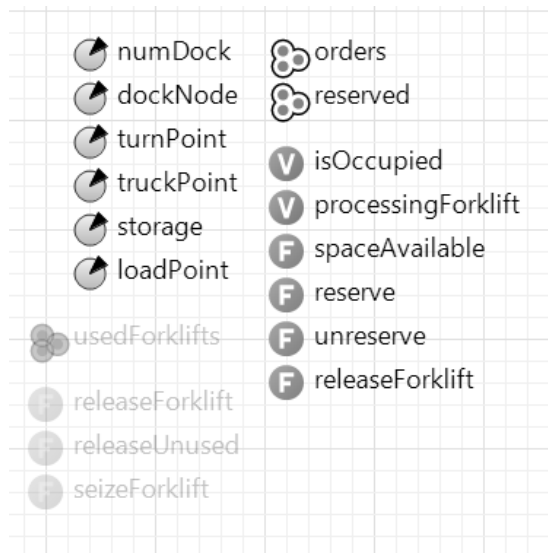 numDock
dockNode
turnPoint
truckPoint
storage
loadPoint
usedForklifts
F releaseForklift
F releaseUnused
F seizeForklift
orders
reserved
V isOccupied
V processingForklift
F spaceAvailable
F reserve
F unreserve
F releaseForklift